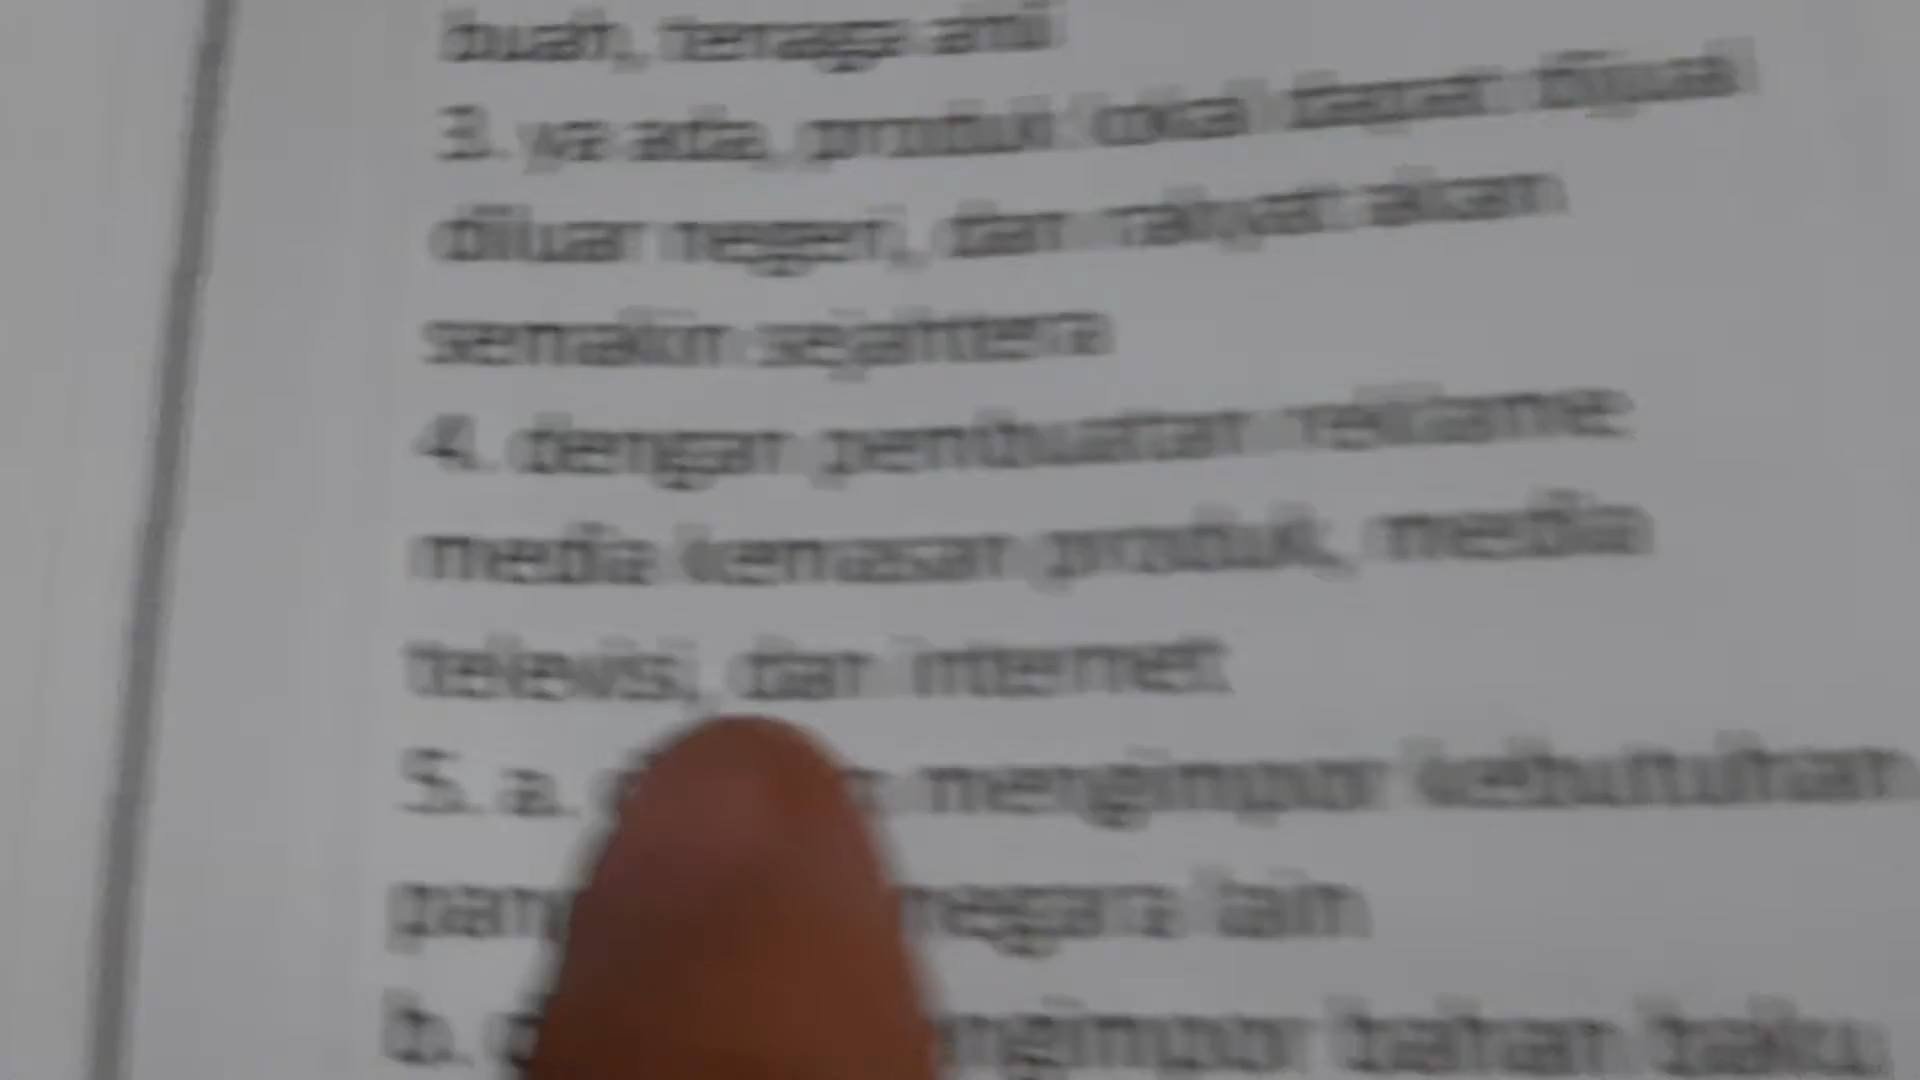 buah, tenaga ahli
3. ya ada, produk lokal dapat dijual
diluar negeri, dan rakyat akan
semakin sejahtera
4. dengan pembuatan reklame
media kemasan produk, media
televisi, dan internet
5. a. mengimpor kebutuhan
negara lain
b. bahan baku